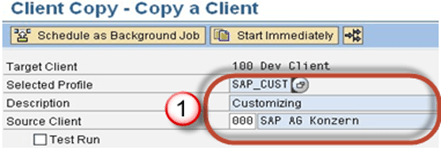 Client Copy - Copy a Client
Schedule as Background Job Start Immediately
Target Client 100 Dev Client
Selected Profile SAP_CUST
Description Customizing
1
Source Client 000 SAP AG Konzern
Test Run